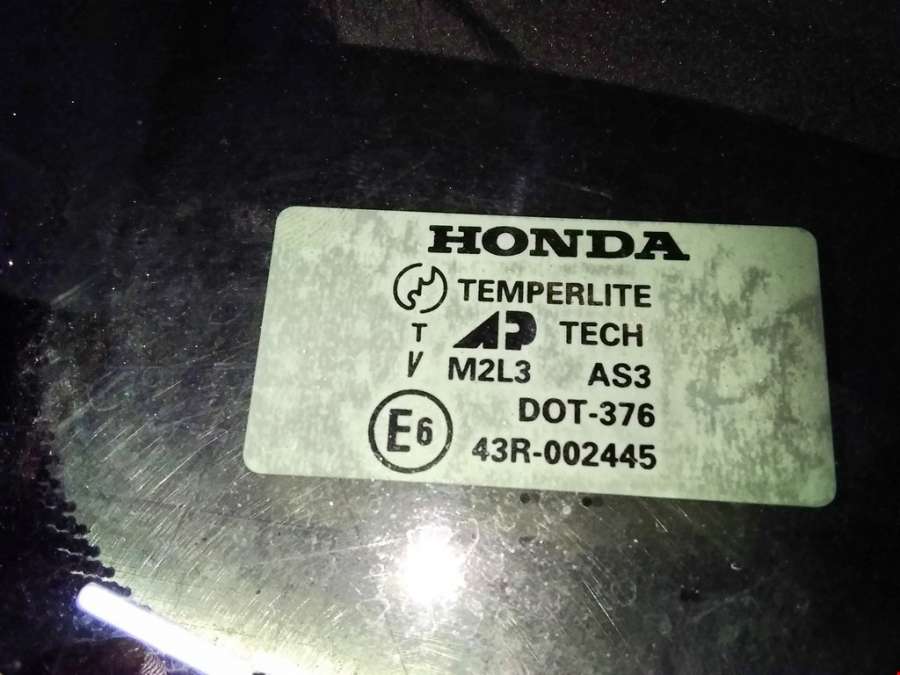 HONDA
TEMPERLITE
T AP TECH
V M2L3 AS3
DOT-376
E6 43R-002445